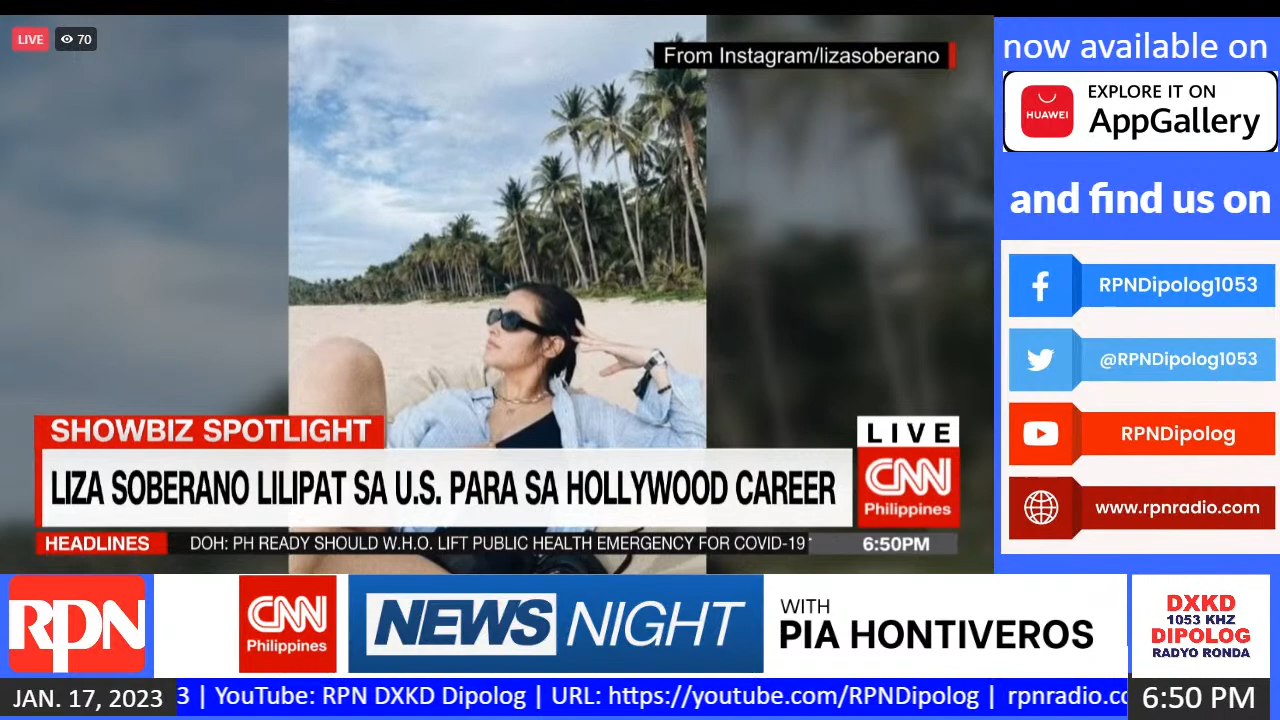 LIVE
70
From Instagram/lizasoberano
now available on
HUAWEI
EXPLORE IT ON
AppGallery
and find us on
RPNDipolog1053
@RPNDipolog1053
RPNDipolog
www.rpnradio.com
SHOWBIZ SPOTLIGHT
LIZA SOBERANO LILIPAT SA U.S. PARA SA HOLLYWOOD CAREER
LIVE
CNN
Philippines
HEADLINES
DOH: PH READY SHOULD W.H.O. LIFT PUBLIC HEALTH EMERGENCY FOR COVID-19
6:50PM
RPN
CNN
Philippines
NEWS NIGHT
WITH
PIA HONTIVEROS
DXKD
1053 KHZ
DIPOLOG
RADYO RONDA
JAN. 17, 2023
3 | YouTube: RPN DXKD Dipolog | URL: https://youtube.com/RPNDipolog | rpnradio.co
6:50 PM